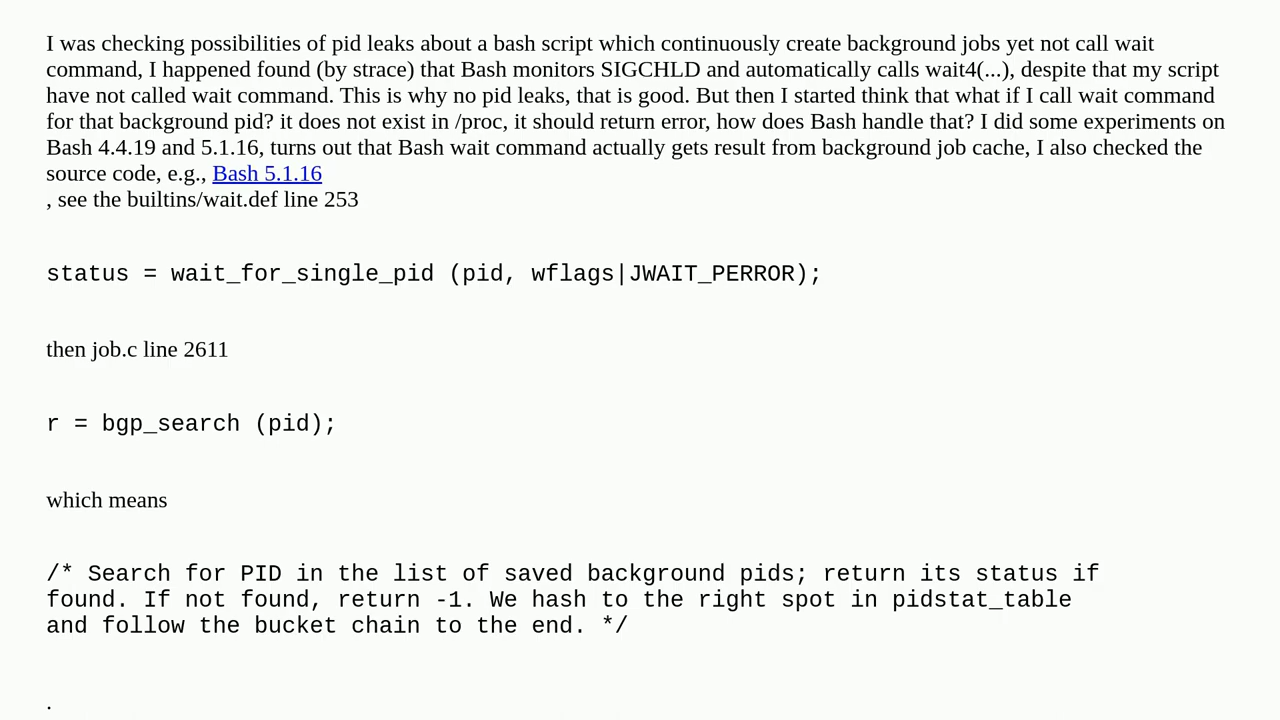 I was checking possibilities of pid leaks about a bash script which continuously create background jobs yet not call wait
command, I happened found (by strace) that Bash monitors SIGCHLD and automatically calls wait4(...), despite that my script
have not called wait command. This is why no pid leaks, that is good. But then I started think that what if I call wait command
for that background pid? it does not exist in /proc, it should return error, how does Bash handle that? I did some experiments on
Bash 4.4.19 and 5.1.16, turns out that Bash wait command actually gets result from background job cache, I also checked the
source code, e.g., Bash 5.1.16
, see the builtins/wait.def line 253
status = wait_for_single_pid (pid, wflags|JWAIT_PERROR);
then job.c line 2611
r = bgp_search (pid);
which means
/* Search for PID in the list of saved background pids; return its status if
found. If not found, return -1. We hash to the right spot in pidstat_table
and follow the bucket chain to the end. */
.